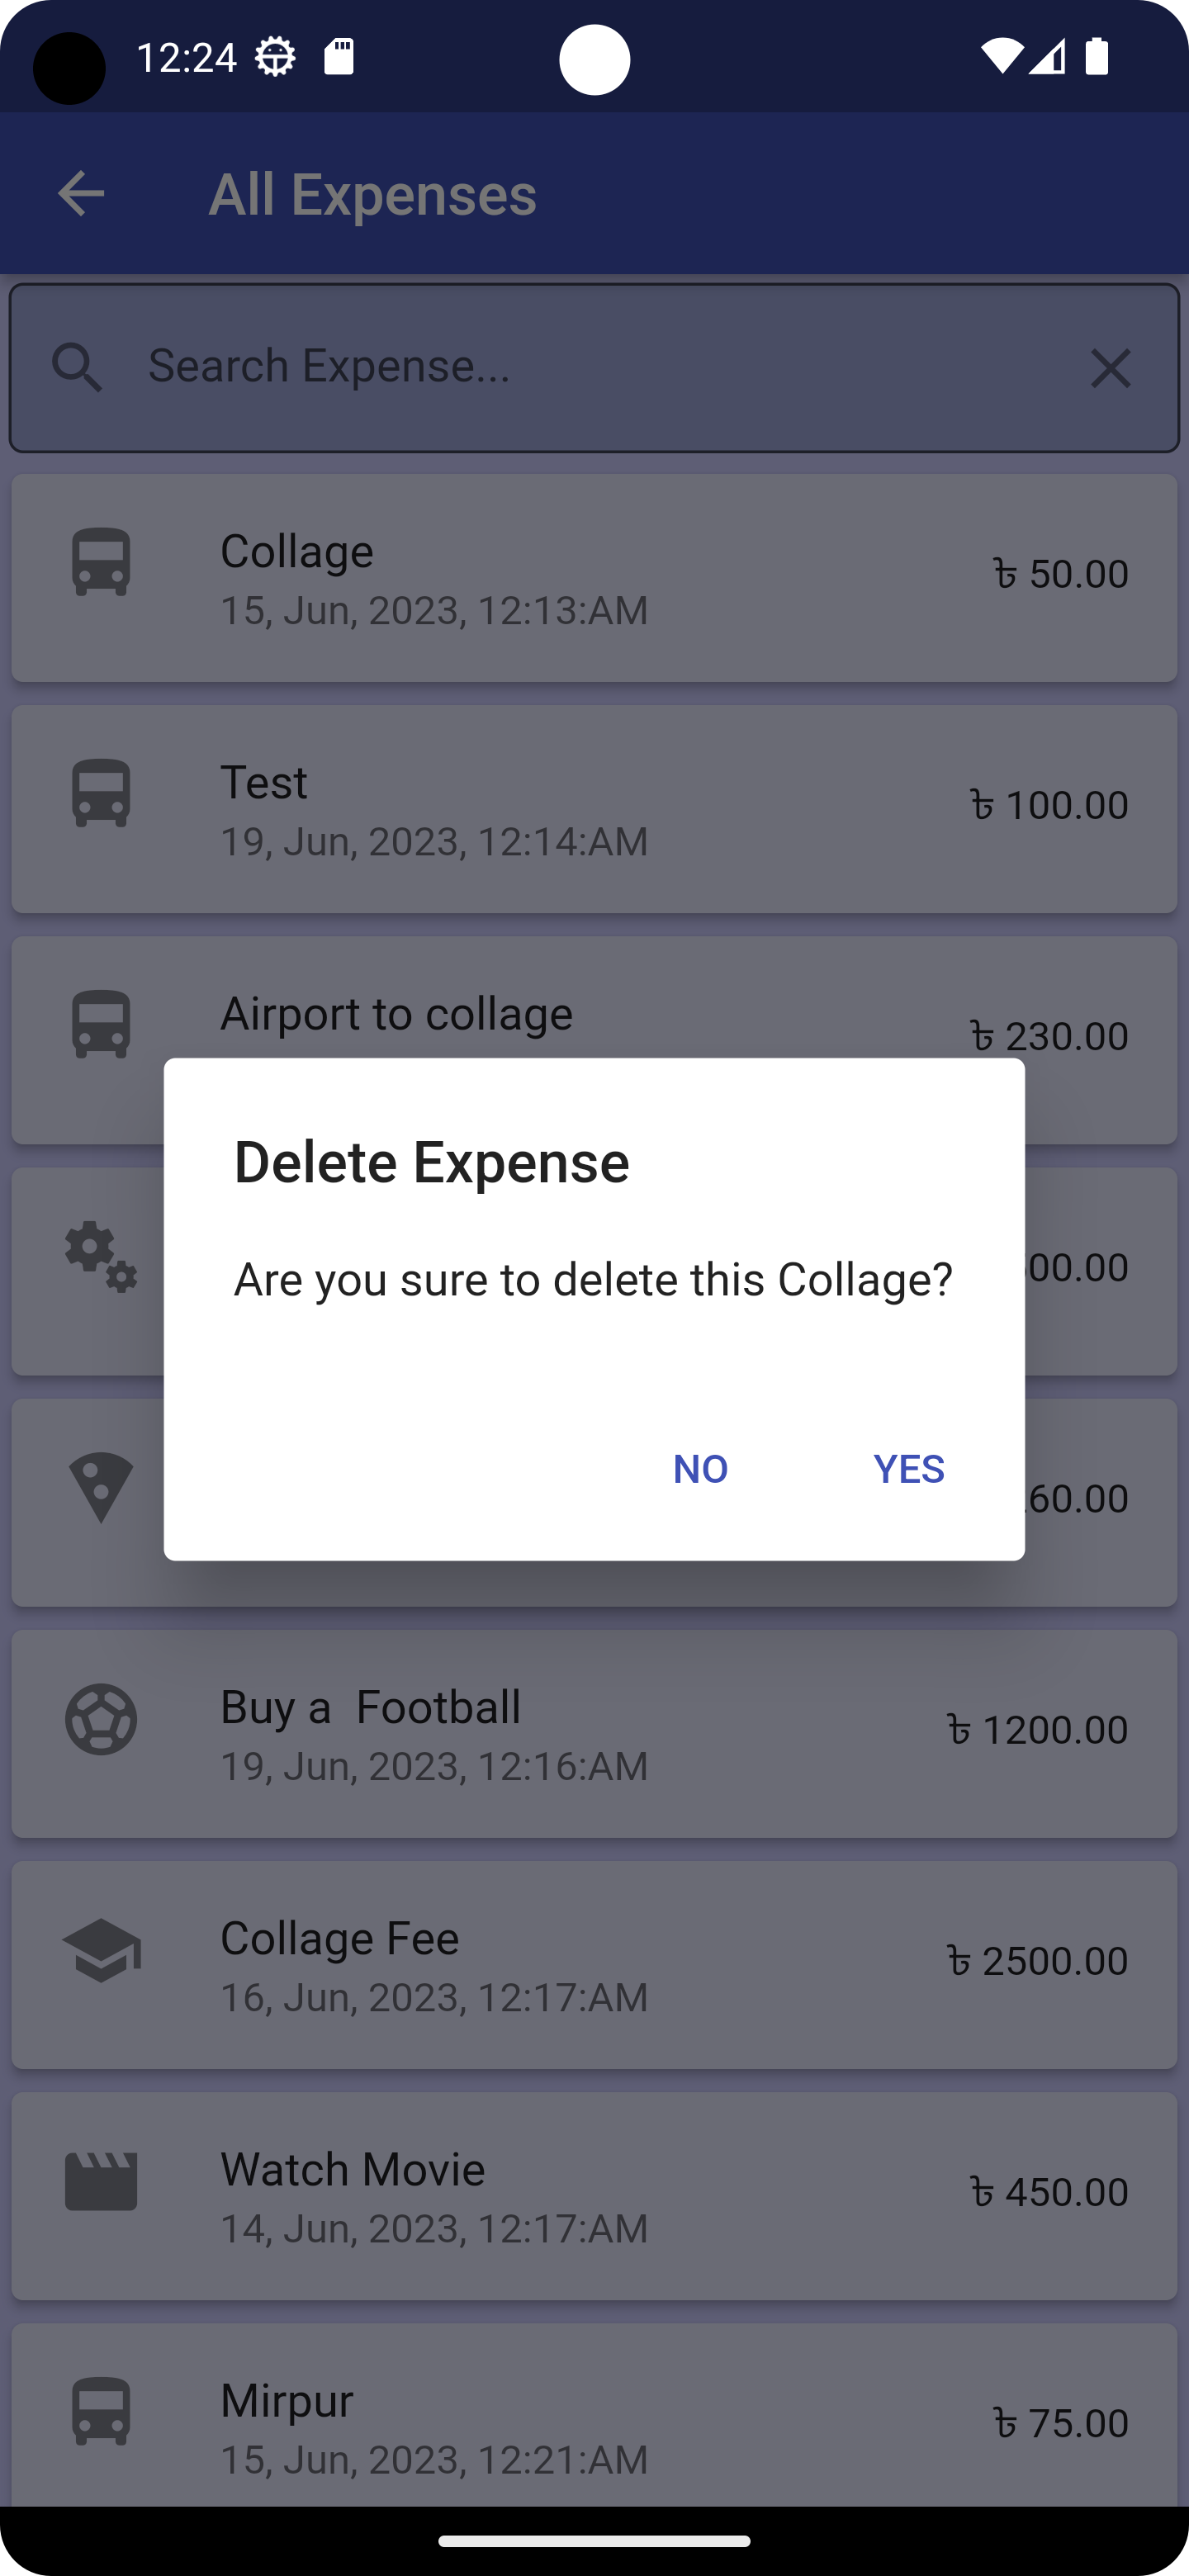 12:24
All Expenses
Search Expense...
Collage
৳ 50.00
15, Jun, 2023, 12:13:AM
Test
৳ 100.00
19, Jun, 2023, 12:14:AM
Airport to collage
৳ 230.00
Delete Expense
Are you sure to delete this Collage?
00.00
60.00
NO YES
Buy a  Football
৳ 1200.00
19, Jun, 2023, 12:16:AM
Collage Fee
৳ 2500.00
16, Jun, 2023, 12:17:AM
Watch Movie
৳ 450.00
14, Jun, 2023, 12:17:AM
Mirpur
৳ 75.00
15, Jun, 2023, 12:21:AM